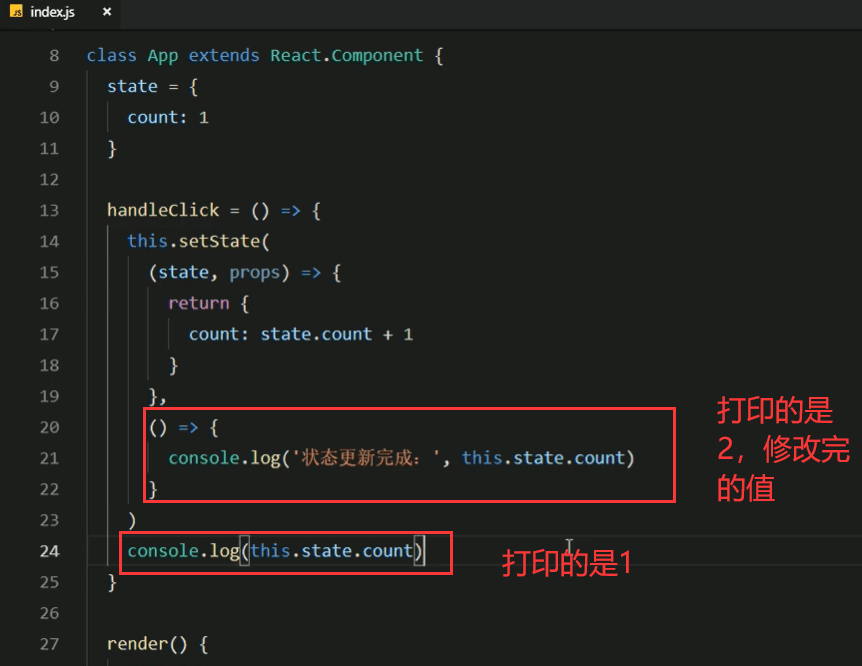 index.js ×
8 class App extends React.Component {
9 state = {
10 count: 1
11 }
12
13 handleClick = () => {
14 this.setState(
15 (state, props) => {
16 return {
17 count: state.count + 1
18 }
19 },
20 () => {
21 console.log('状态更新完成：', this.state.count)
22 }
23 )
24 console.log(this.state.count)
25 }
26
27 render() {
打印的是
2，修改完
的值
打印的是1